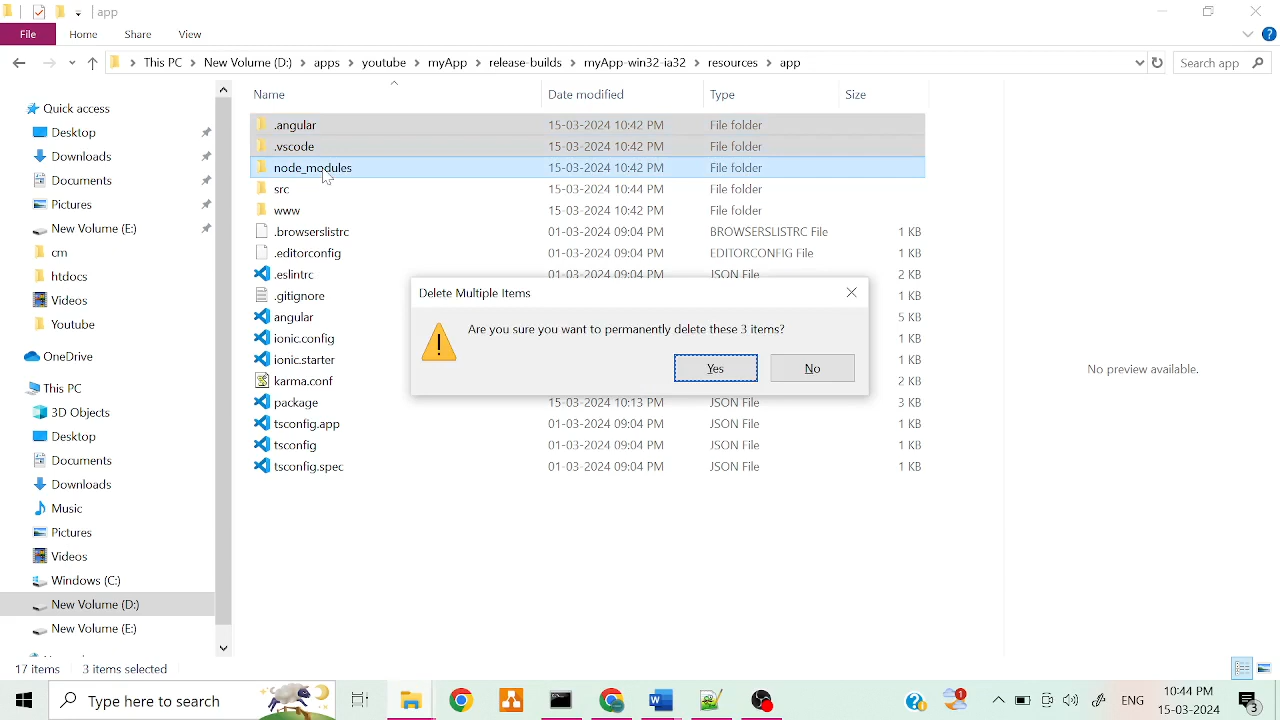 app
File Home Share View
This PC New Volume (D:) apps youtube myApp release-builds myApp-win32-ia32 resources app Search app
Name Date modified Type Size
Quick access
Desktop
Downloads
Documents
Pictures
New Volume (E:)
cm
htdocs
Videos
Youtube
OneDrive
This PC
3D Objects
Desktop
Documents
Downloads
Music
Pictures
Videos
Windows (C:)
New Volume (D:)
New Volume (E:)
.angular 15-03-2024 10:42 PM File folder
.vscode 15-03-2024 10:42 PM File folder
node_modules 15-03-2024 10:42 PM File folder
src 15-03-2024 10:44 PM File folder
www 15-03-2024 10:42 PM File folder
.browserslistrc 01-03-2024 09:04 PM BROWSERSLISTRC File 1 KB
.editorconfig 01-03-2024 09:04 PM EDITORCONFIG File 1 KB
.eslintrc 01-03-2024 09:04 PM JSON File 2 KB
.gitignore 1 KB
angular 5 KB
ionic.config 1 KB
ionic.starter 1 KB
karma.conf 2 KB
package 15-03-2024 10:13 PM JSON File 3 KB
tsconfig.app 01-03-2024 09:04 PM JSON File 1 KB
tsconfig 01-03-2024 09:04 PM JSON File 1 KB
tsconfig.spec 01-03-2024 09:04 PM JSON File 1 KB
Delete Multiple Items
Are you sure you want to permanently delete these 3 items?
Yes No
No preview available.
17 items 3 items selected
Type here to search
1
ENG
10:44 PM
15-03-2024
3